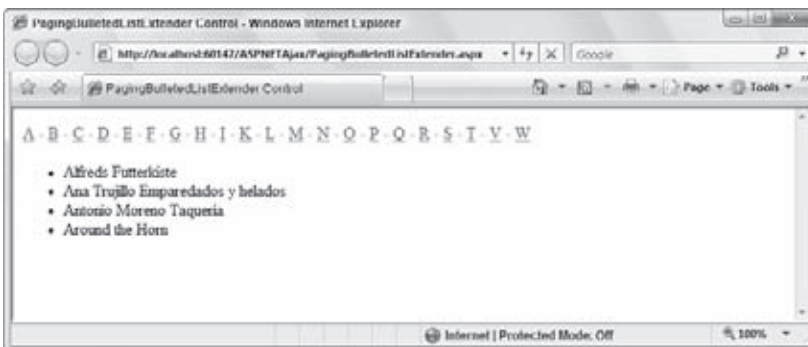 PagingBulletedListExtender Control - Windows Internet Explorer
http://localhost:60147/ASPNETAjax/PagingBulletedListExtender.aspx
Google
PagingBulletedListExtender Control
Page
Tools
A - B - C - D - E - F - G - H - I - K - L - M - N - O - P - Q - R - S - T - V - W
• Alfreds Futterkiste
• Ana Trujillo Emparedados y helados
• Antonio Moreno Taqueria
• Around the Horn
Internet | Protected Mode: Off
100%